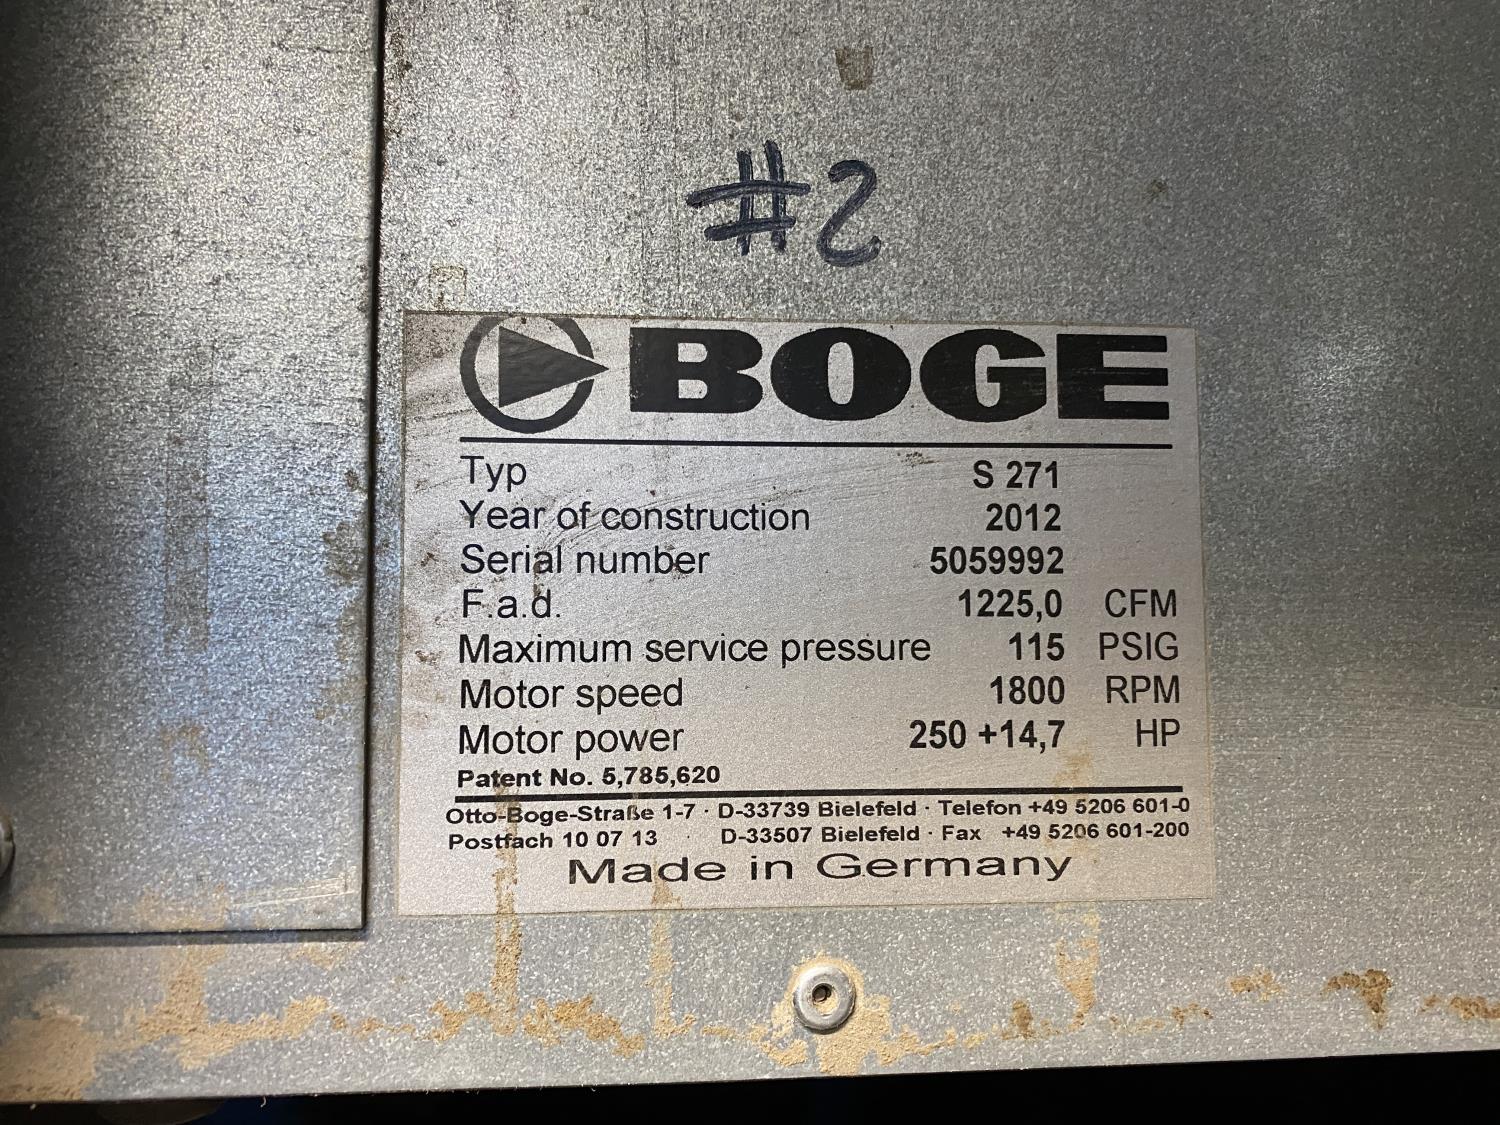 #2
BOGE
Typ S 271
Year of construction 2012
Serial number 5059992
F.a.d. 1225,0 CFM
Maximum service pressure 115 PSIG
Motor speed 1800 RPM
Motor power 250 +14,7 HP
Patent No. 5,785,620
Otto-Boge-Straße 1-7 · D-33739 Bielefeld · Telefon +49 5206 601-0
Postfach 10 07 13 · D-33507 Bielefeld · Fax +49 5206 601-200
Made in Germany